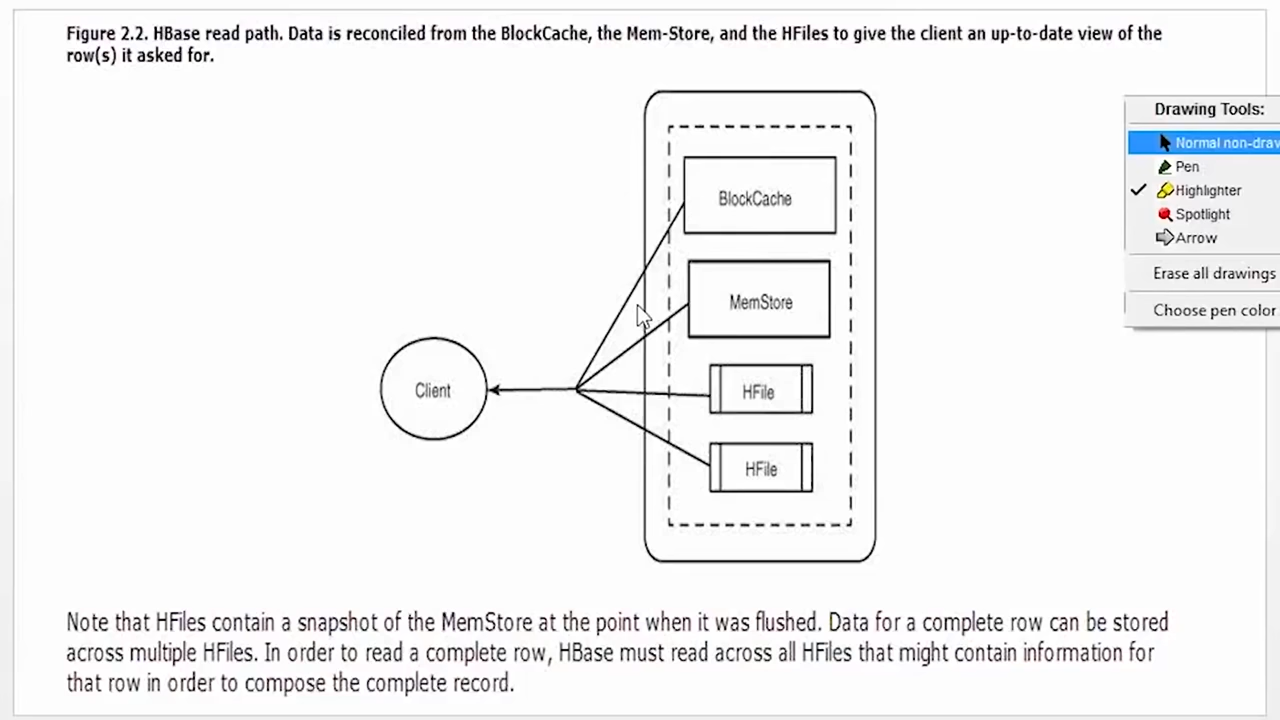 Figure 2.2. HBase read path. Data is reconciled from the BlockCache, the Mem-Store, and the HFiles to give the client an up-to-date view of the
row(s) it asked for.
Drawing Tools:
Normal non-draw
Pen
Highlighter
Spotlight
Arrow
Erase all drawings
Choose pen color
BlockCache
MemStore
Client
HFile
HFile
Note that HFiles contain a snapshot of the MemStore at the point when it was flushed. Data for a complete row can be stored
across multiple HFiles. In order to read a complete row, HBase must read across all HFiles that might contain information for
that row in order to compose the complete record.